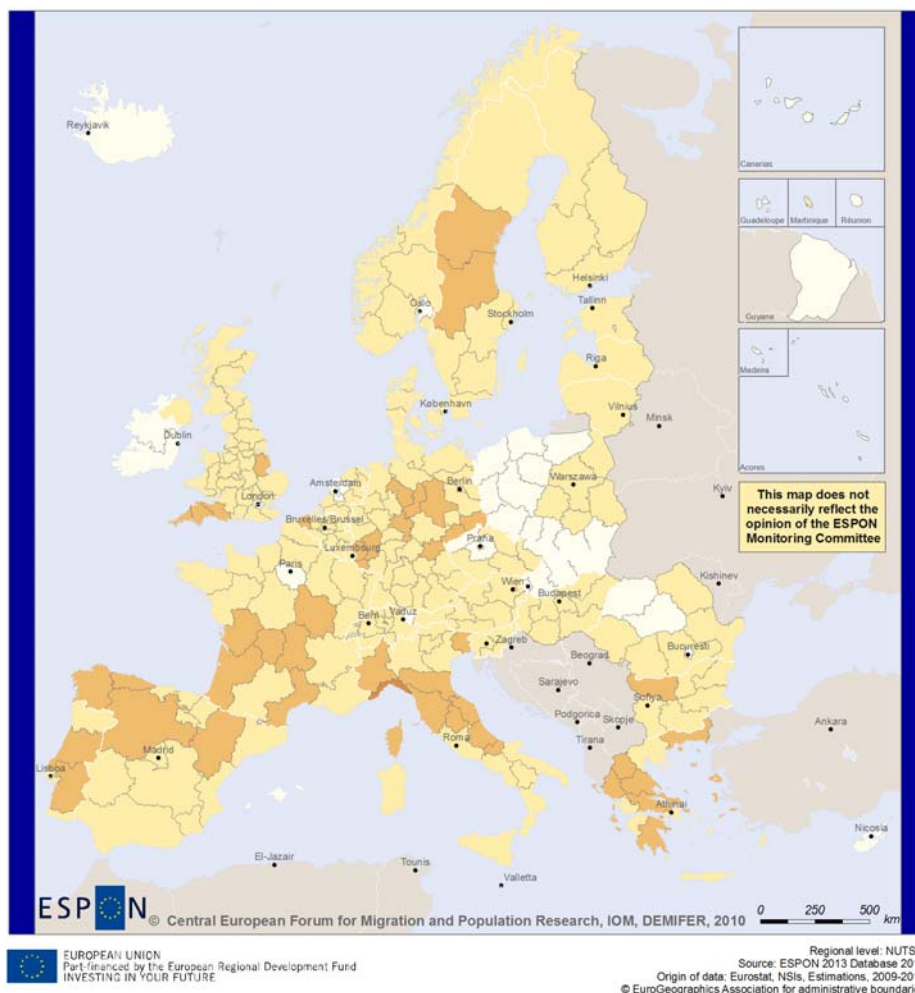 Reykjavik
Canarias
Guadeloupe
Martinique
Réunion
Guyane
Madeira
Acores
Oslo
Helsinki
Tallinn
Stockholm
Riga
København
Vilnius
Minsk
Dublin
Amsterdam
Berlin
Warszawa
London
Kyiv
Bruxelles/Brussel
Luxembourg
Praha
Paris
Wien
Kishinev
Budapest
Bern
Vaduz
Zagreb
Beograd
Bucuresti
Sarajevo
Sofiya
Podgorica
Skopje
Ankara
Tirana
Roma
Madrid
Lisboa
Athinai
Nicosia
El-Jazair
Tounis
Valletta
This map does not
necessarily reflect the
opinion of the ESPON
Monitoring Committee
ESPON
© Central European Forum for Migration and Population Research, IOM, DEMIFER, 2010
0 250 500
km
EUROPEAN UNION
Part-financed by the European Regional Development Fund
INVESTING IN YOUR FUTURE
Regional level: NUTS
Source: ESPON 2013 Database 20
Origin of data: Eurostat, NSIs, Estimations, 2009-20
© EuroGeographics Association for administrative boundari